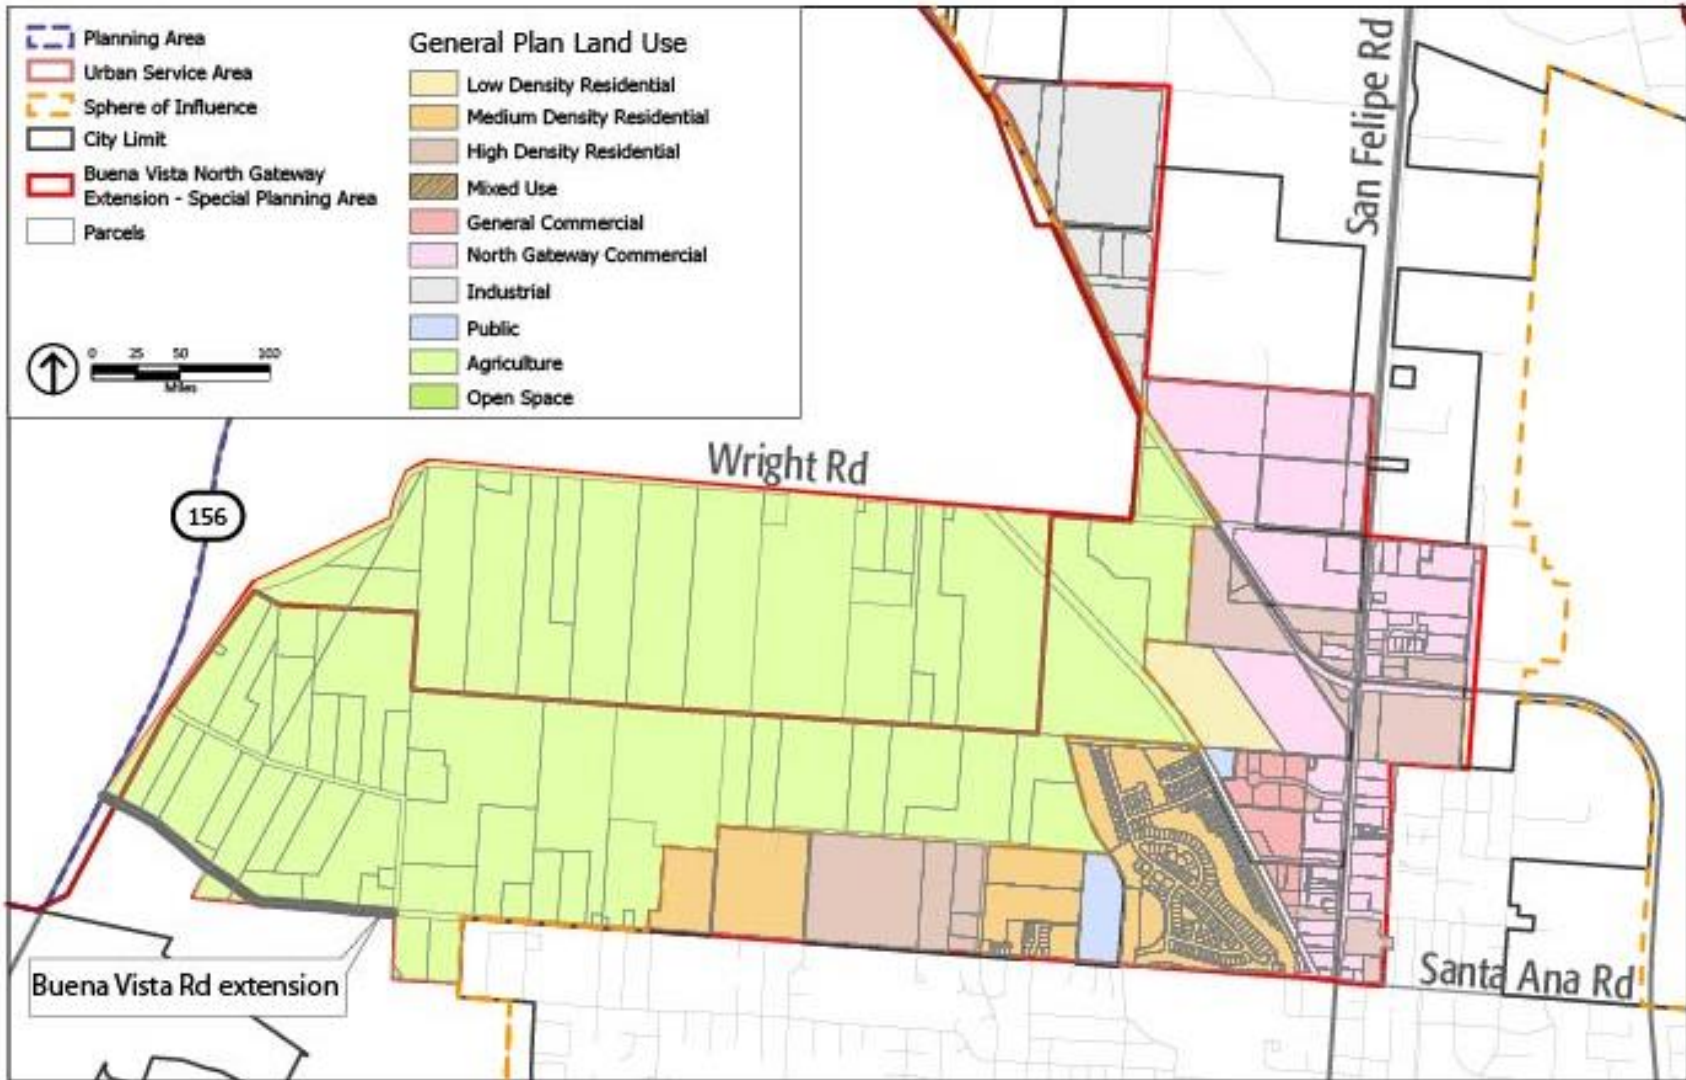 Planning Area
Urban Service Area
Sphere of Influence
City Limit
Buena Vista North Gateway
Extension - Special Planning Area
Parcels
0 25 50 100
Miles
General Plan Land Use
Low Density Residential
Medium Density Residential
High Density Residential
Mixed Use
General Commercial
North Gateway Commercial
Industrial
Public
Agriculture
Open Space
San Felipe Rd
Wright Rd
156
Buena Vista Rd extension
Santa Ana Rd